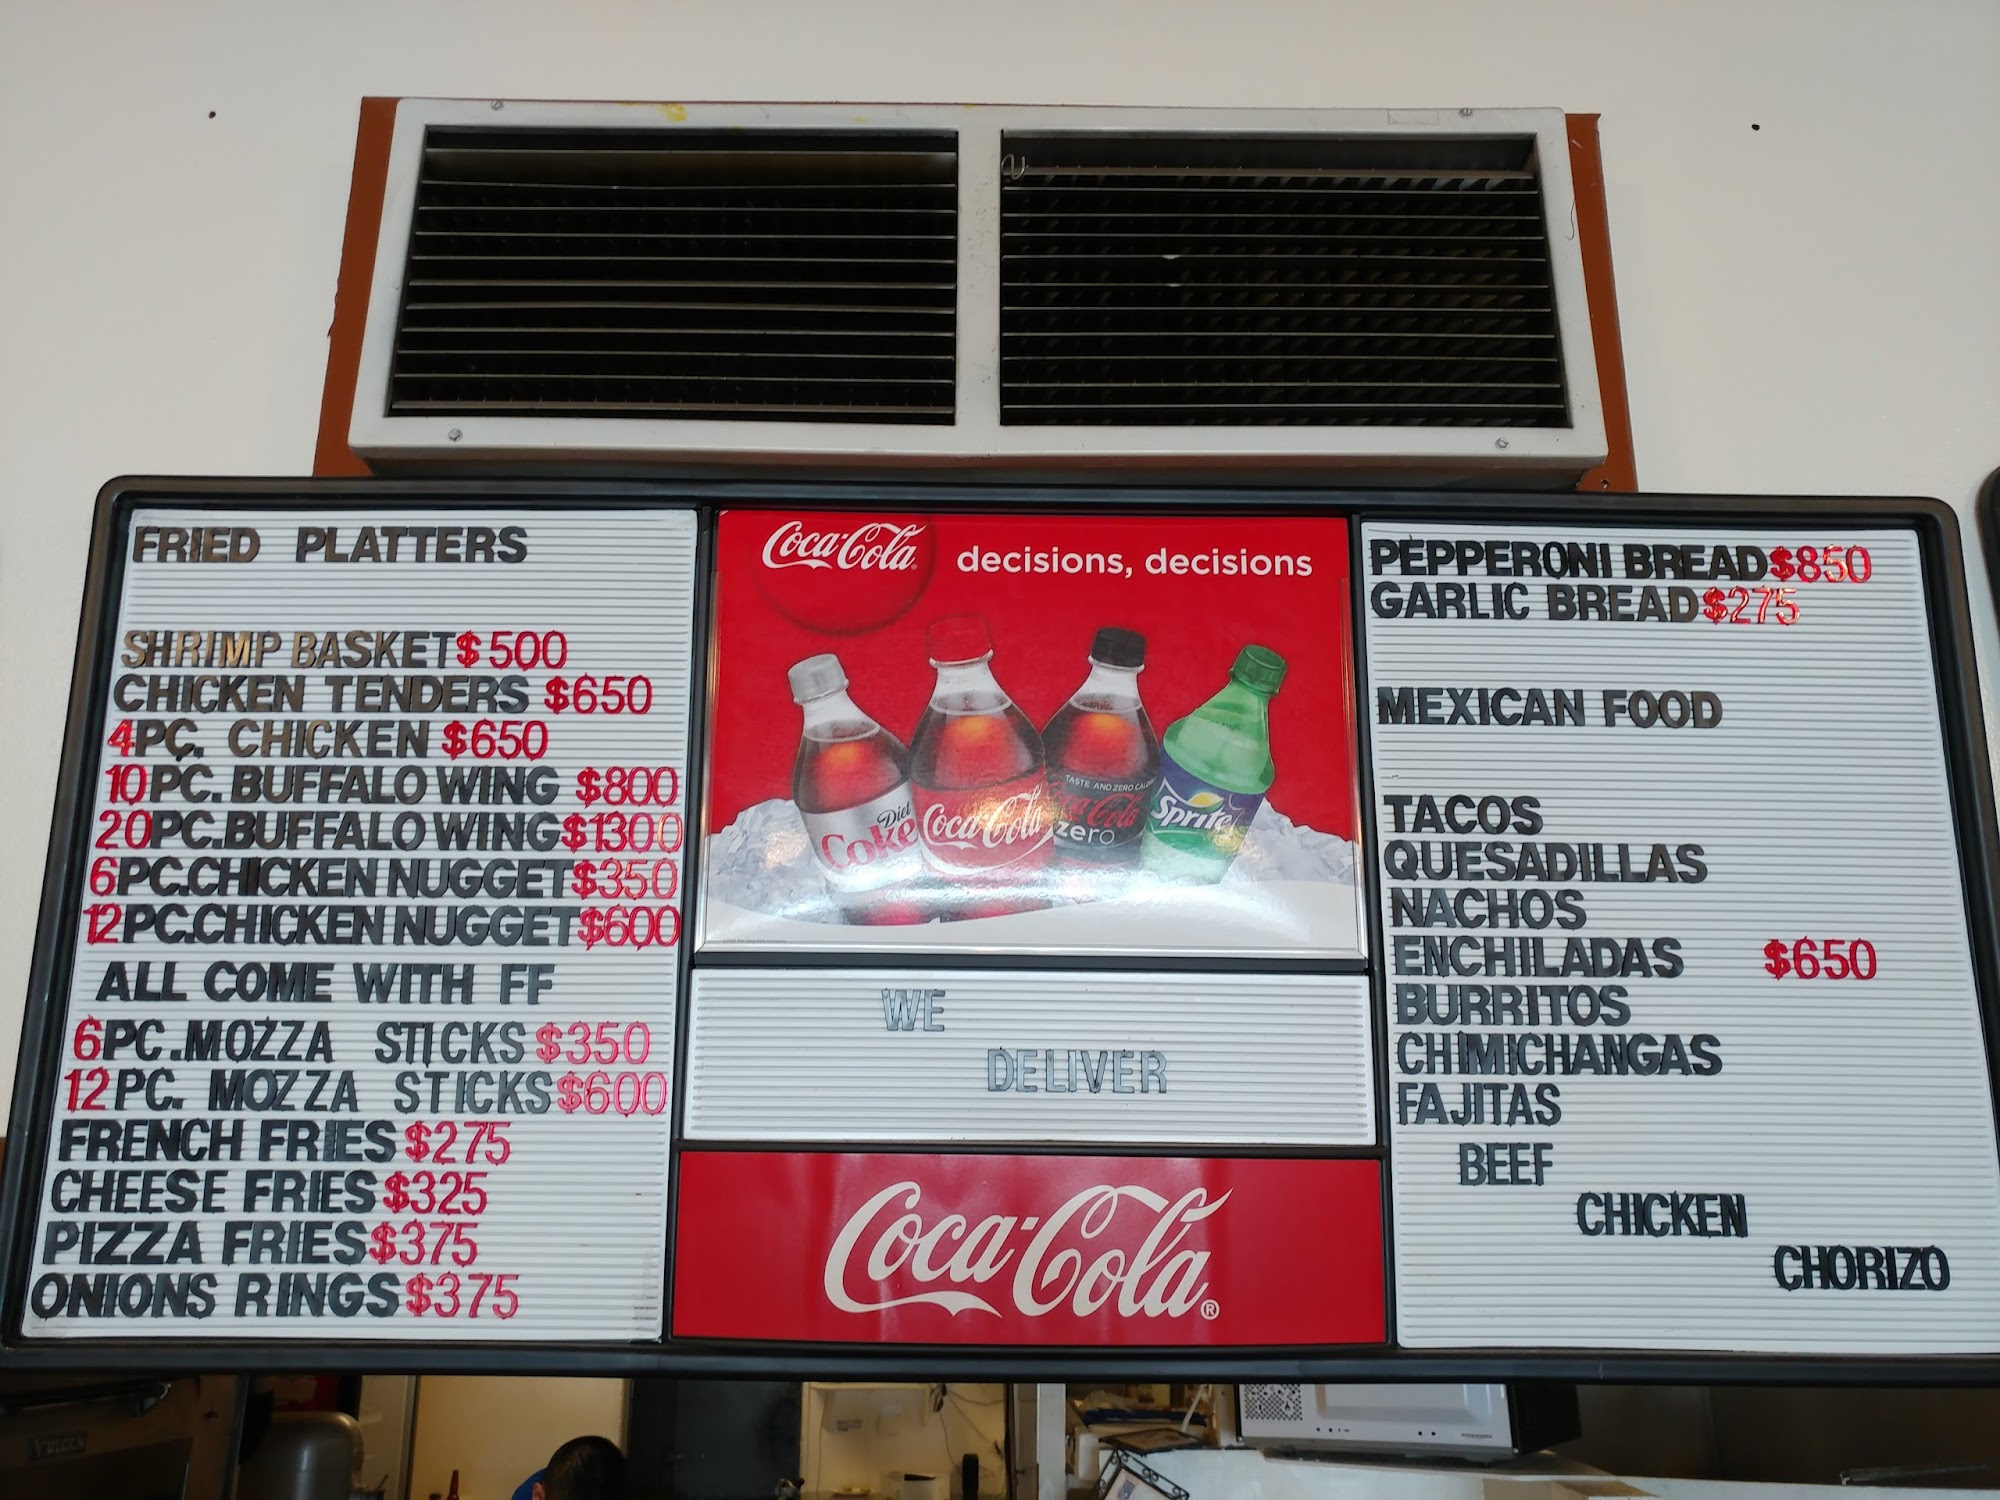 FRIED PLATTERS
SHRIMP BASKET $500
CHICKEN TENDERS $650
4PC. CHICKEN $650
10PC. BUFFALO WING $800
20PC. BUFFALO WING $1300
6PC. CHICKEN NUGGET $350
12PC. CHICKEN NUGGET $600
ALL COME WITH FF
6PC. MOZZA STICKS $350
12PC. MOZZA STICKS $600
FRENCH FRIES $275
CHEESE FRIES $325
PIZZA FRIES $375
ONIONS RINGS $375
Coca-Cola decisions, decisions
Diet Coke
Coca-Cola
TASTE AND ZERO
Coca-Cola zero
Sprite
WE
DELIVER
Coca-Cola®
PEPPERONI BREAD $850
GARLIC BREAD $275
MEXICAN FOOD
TACOS
QUESADILLAS
NACHOS
ENCHILADAS $650
BURRITOS
CHIMICHANGAS
FAJITAS
BEEF
CHICKEN
CHORIZO
VULCAN